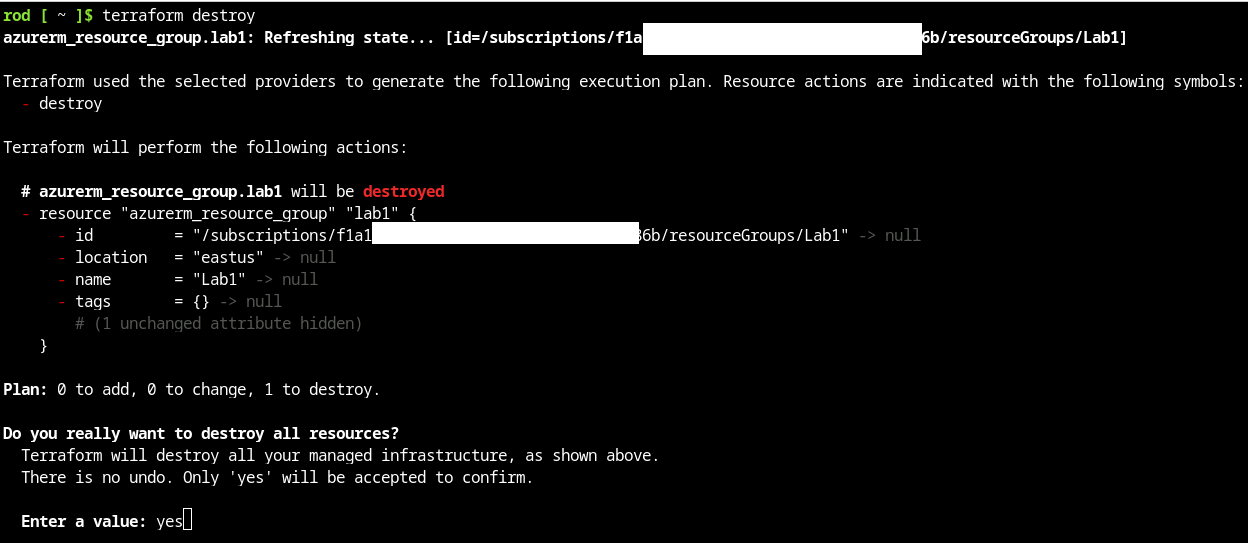 rod [ ~ ]$ terraform destroy
azurerm_resource_group.lab1: Refreshing state... [id=/subscriptions/f1a 6b/resourceGroups/Lab1]
Terraform used the selected providers to generate the following execution plan. Resource actions are indicated with the following symbols:
- destroy
Terraform will perform the following actions:
# azurerm_resource_group.lab1 will be destroyed
- resource "azurerm_resource_group" "lab1" {
- id = "/subscriptions/f1a1 36b/resourceGroups/Lab1" -> null
- location = "eastus" -> null
- name = "Lab1" -> null
- tags = {} -> null
# (1 unchanged attribute hidden)
}
Plan: 0 to add, 0 to change, 1 to destroy.
Do you really want to destroy all resources?
Terraform will destroy all your managed infrastructure, as shown above.
There is no undo. Only 'yes' will be accepted to confirm.
Enter a value: yes